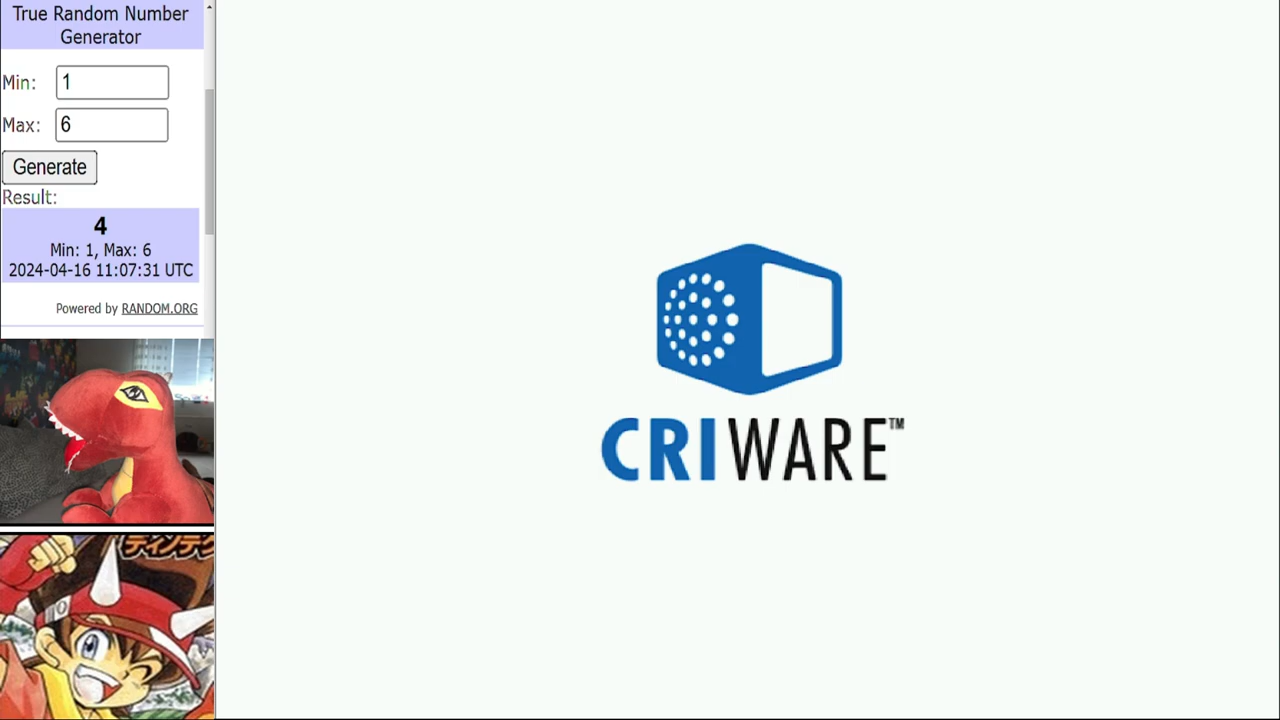 True Random Number
Generator
Min: 1
Max: 6
Generate
Result:
4
Min: 1, Max: 6
2024-04-16 11:07:31 UTC
Powered by RANDOM.ORG
CRIWARE™